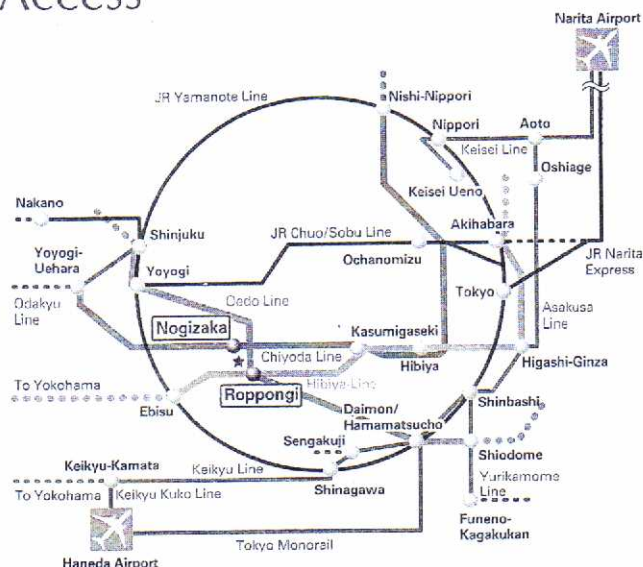 Access
Narita Airport
JR Yamanote Line
Nishi-Nippori
Nippori
Aoto
Keisei Line
Oshiage
Keisei Ueno
Nakano
Shinjuku
JR Chuo/Sobu Line
Akihabara
Yoyogi-
Uehara
Yoyogi
Ochanomizu
JR Narita
Express
Odakyu
Line
Oedo Line
Tokyo
Asakusa
Line
Nogizaka
Kasumigaseki
Chiyoda Line
Hibiya
Higashi-Ginza
Hibiya Line
To Yokohama
Ebisu
Roppongi
Daimon/
Hamamatsucho
Shinbashi
Sengakuji
Shiodome
Keikyu-Kamata
Keikyu Line
To Yokohama
Keikyu Kuko Line
Shinagawa
Yurikamome
Line
Funeno-
Kagakukan
Tokyo Monorail
Haneda Airport